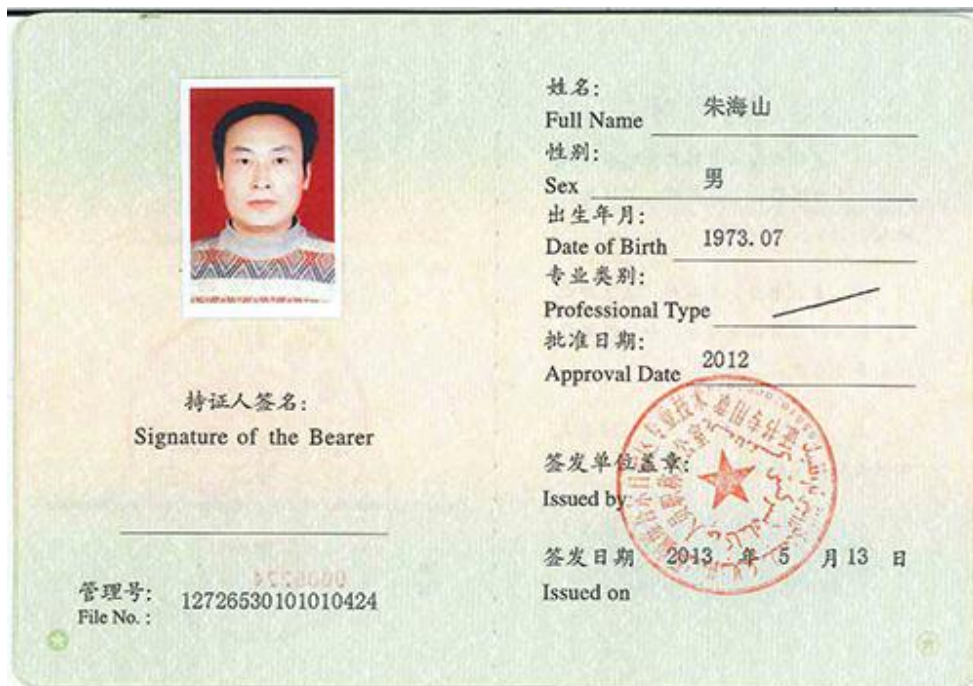 持证人签名:
Signature of the Bearer
管理号:
File No. :
12726530101010424
姓名:
Full Name
朱海山
性别:
Sex
男
出生年月:
Date of Birth
1973.07
专业类别:
Professional Type
批准日期:
Approval Date
2012
签发单位盖章:
Issued by:
签发日期 2013 年 5 月 13 日
Issued on